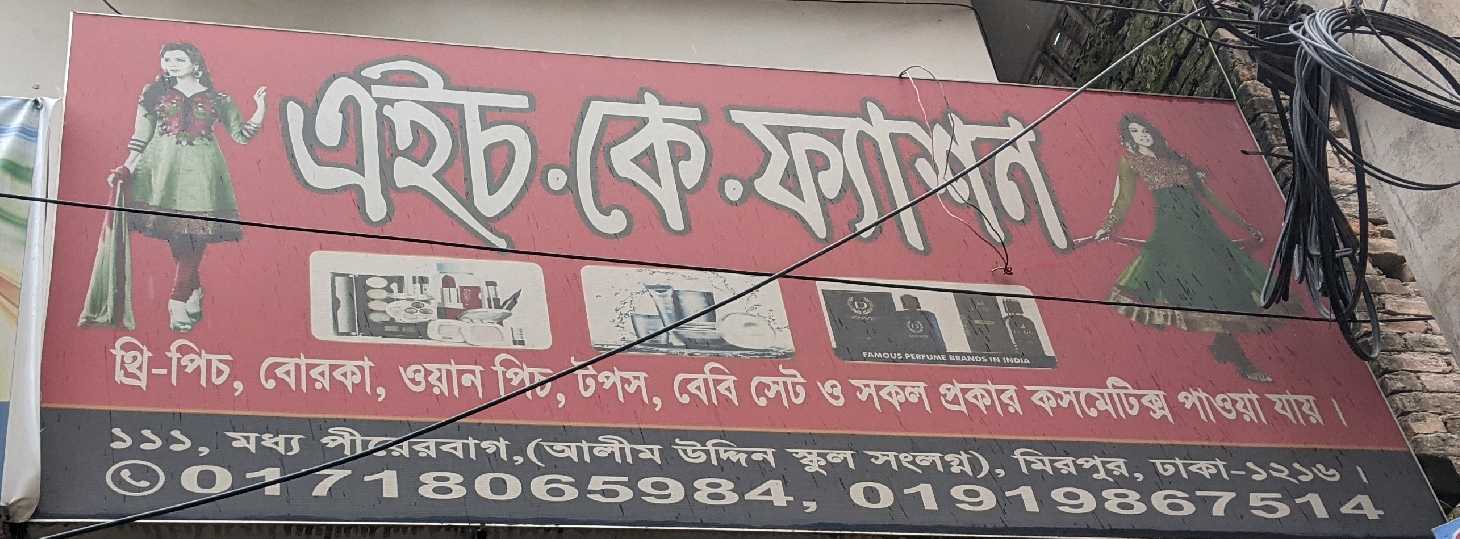 এইচ.কে.ফ্যাশন
FAMOUS PERFUME BRANDS IN INDIA
থ্রি-পিচ, বোরকা, ওয়ান পিচ, টপস, বেবি সেট ও সকল প্রকার কসমেটিক্স পাওয়া যায় ।
১১১, মধ্য পীরেরবাগ,(আলীম উদ্দিন স্কুল সংলগ্ন), মিরপুর, ঢাকা-১২১৬ ।
01718065984, 01919867514